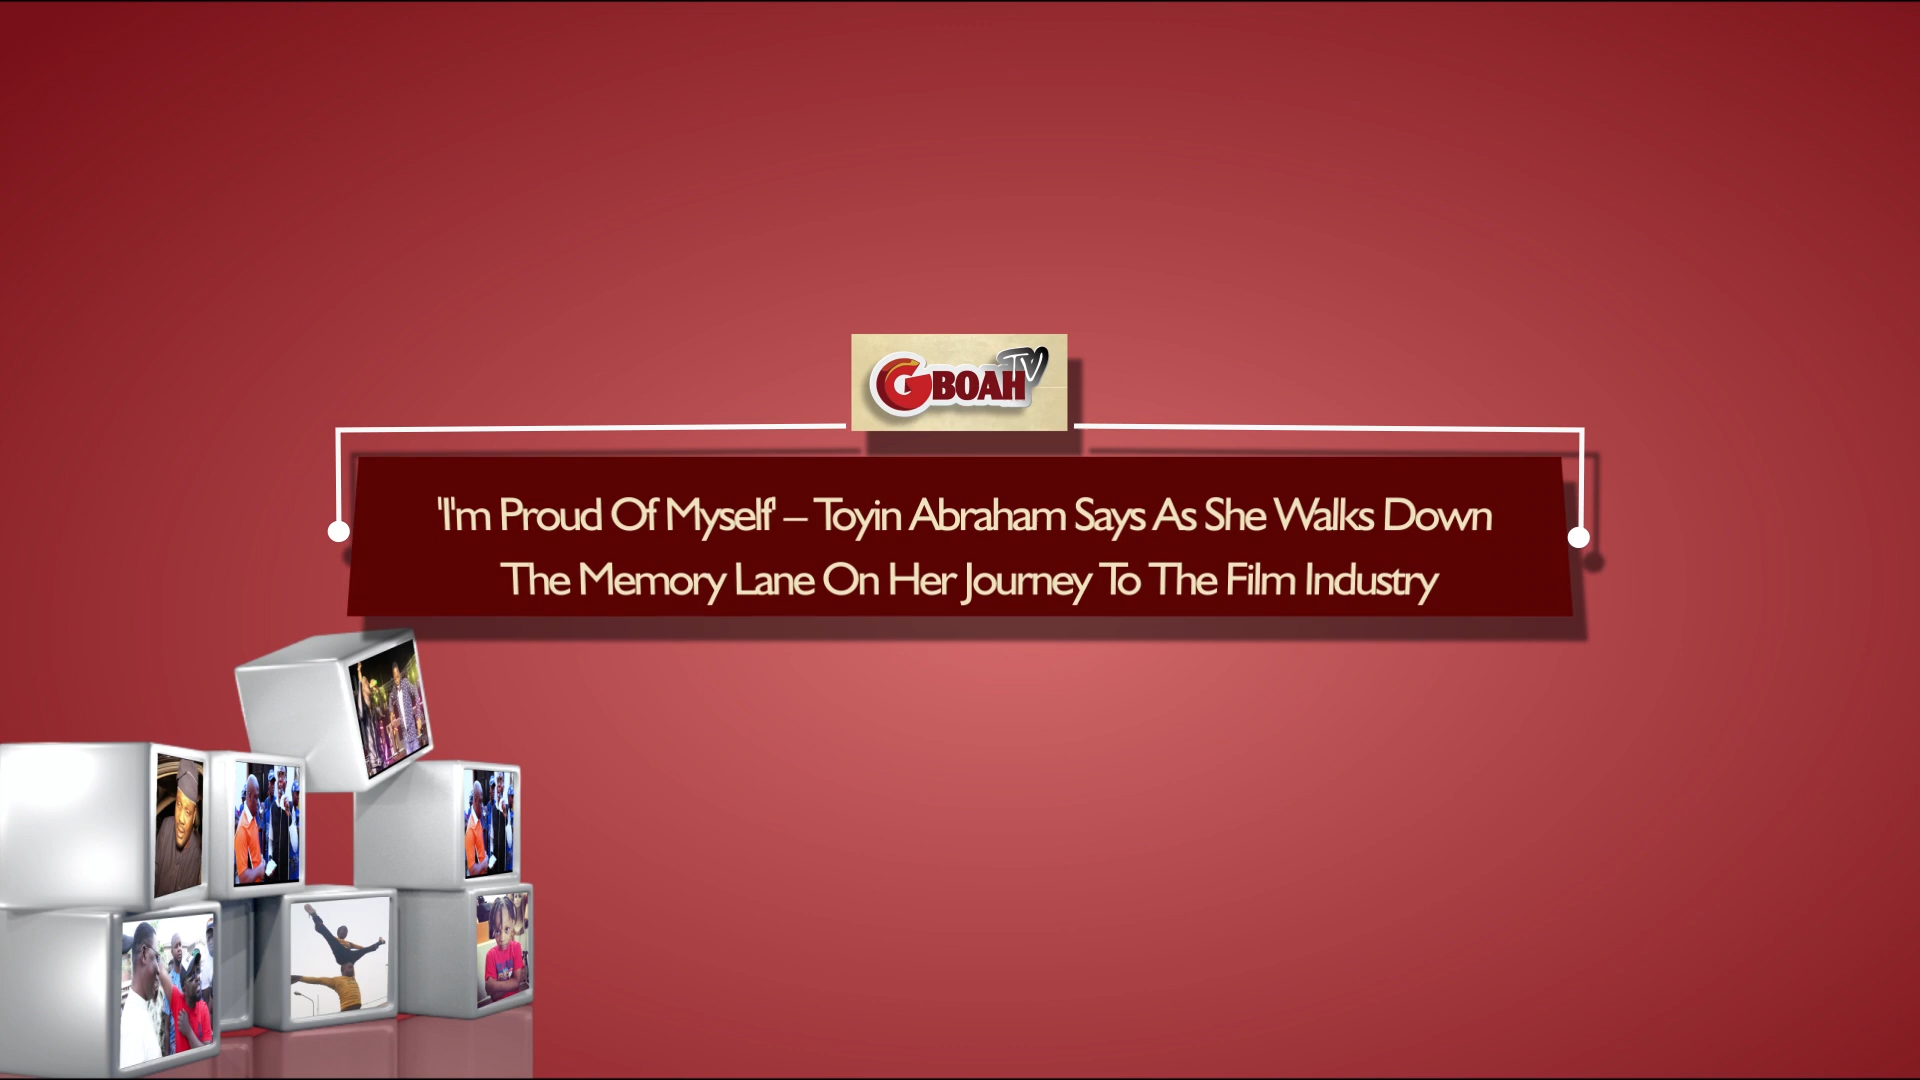 GBOAH TV
'I'm Proud Of Myself' – Toyin Abraham Says As She Walks Down
The Memory Lane On Her Journey To The Film Industry